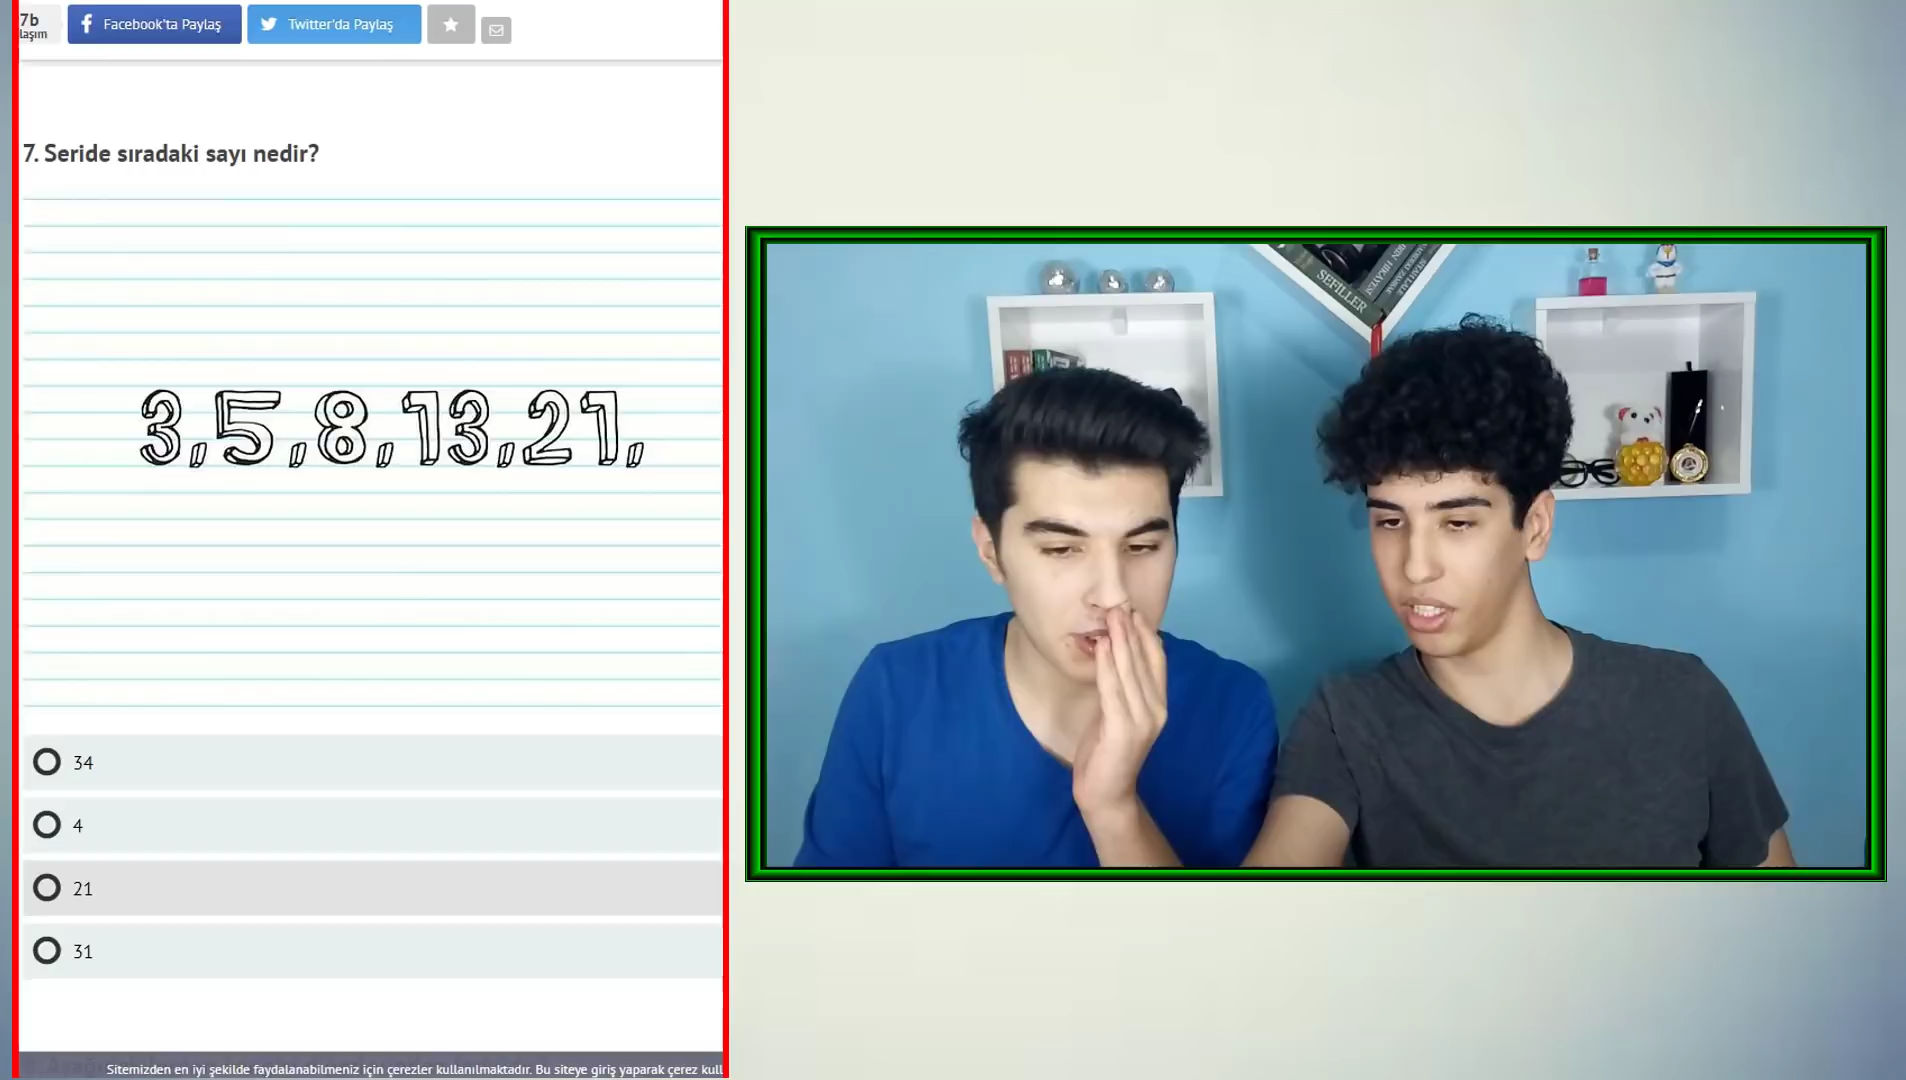 7b
laşım
Facebook'ta Paylaş
Twitter'da Paylaş
7. Seride sıradaki sayı nedir?
3,5,8,13,21,
34
4
21
31
Sitemizden en iyi şekilde faydalanabilmeniz için çerezler kullanılmaktadır. Bu siteye giriş yaparak çerez kull
SEFİLLER